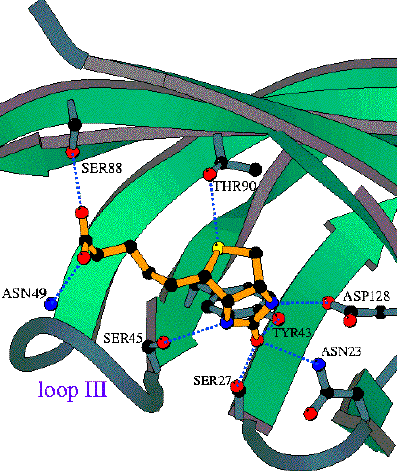 SER88
THR90
ASN49
ASP128
SER45
TYR43
ASN23
SER27
loop III